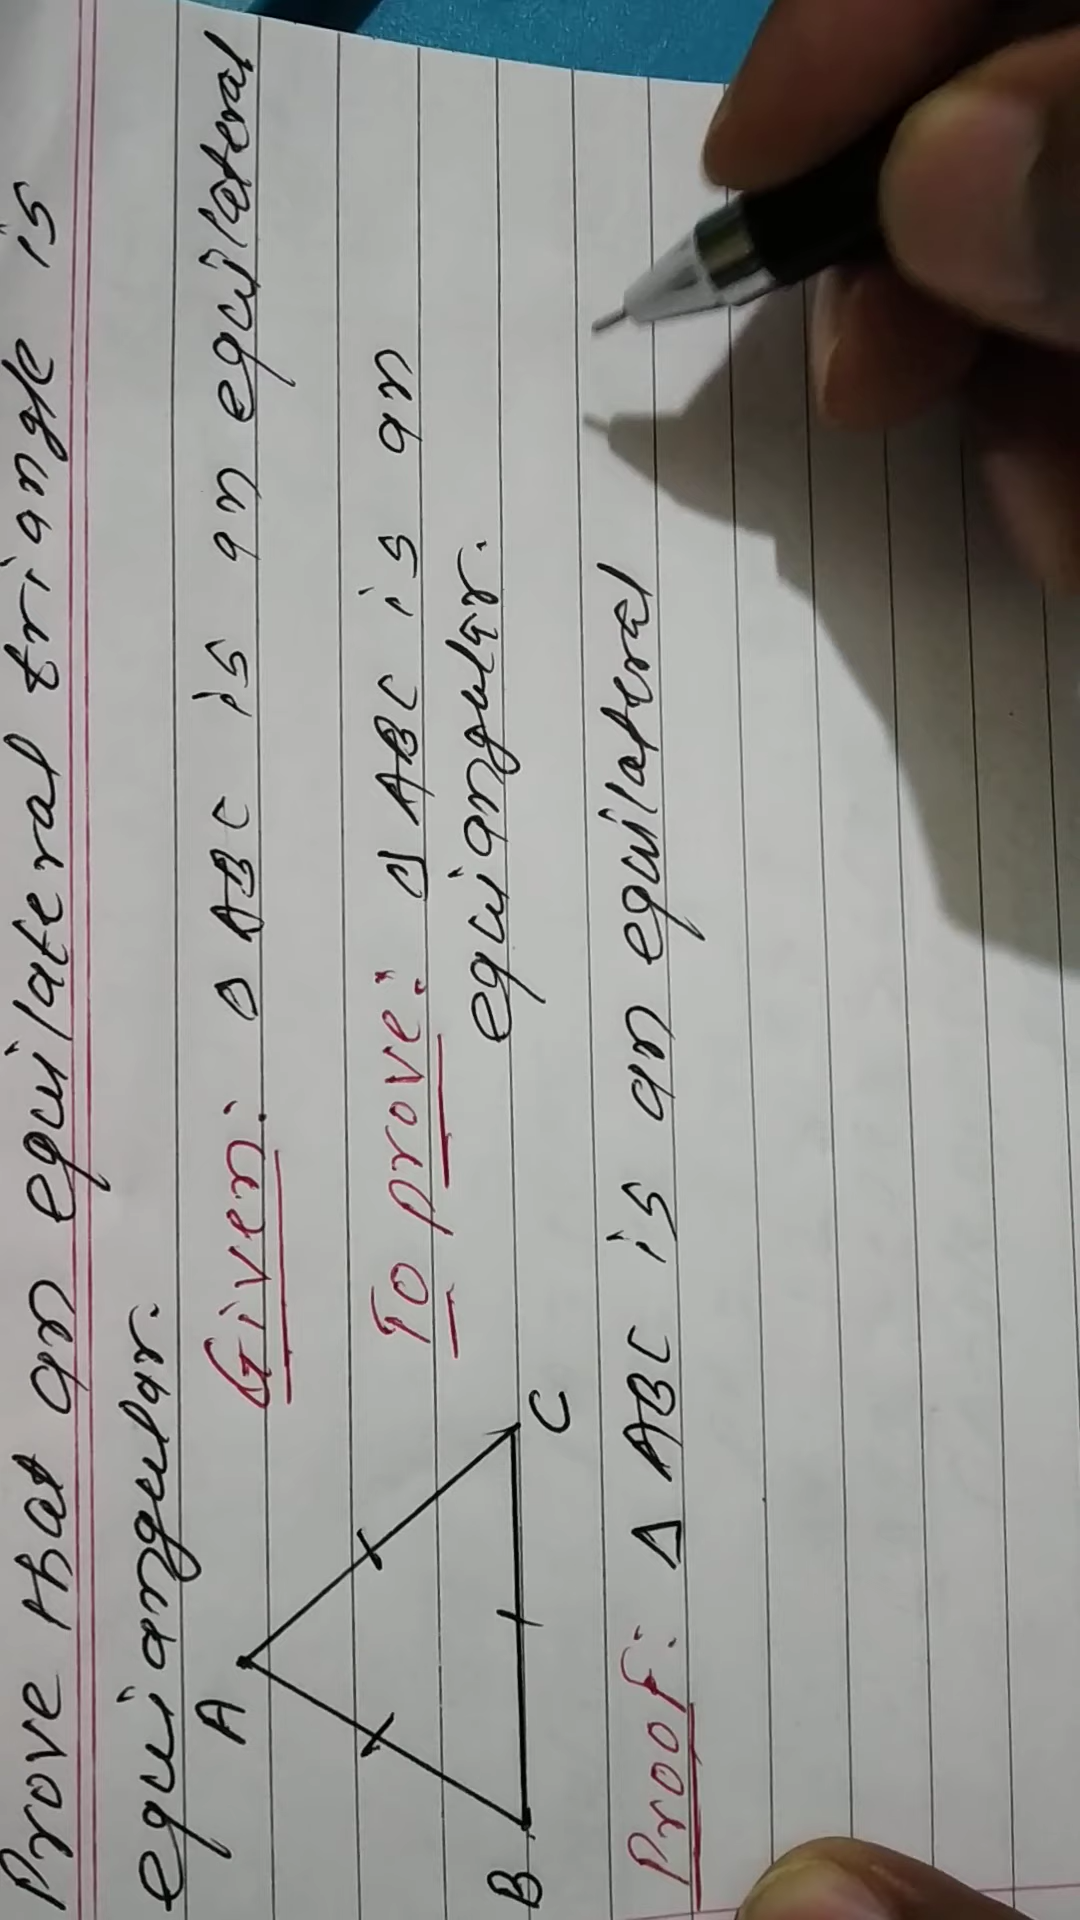 Prove that an equilateral triangle is
equiangular.
Given: Δ ABC is an equilateral
To prove: Δ ABC is an
equiangular.
A
B
C
Proof: Δ ABC is an equilateral